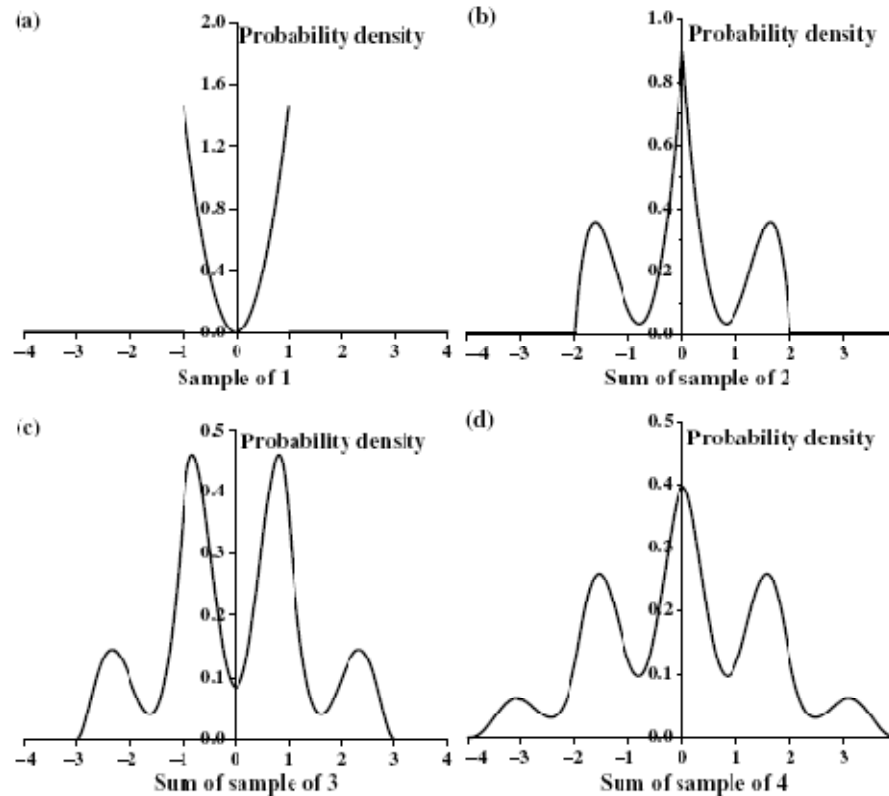 (a)
Probability density
2.0
1.6
1.2
0.8
0.4
0.0
−4 −3 −2 −1 0 1 2 3 4
Sample of 1
(b)
Probability density
1.0
0.8
0.6
0.4
0.2
0.0
−4 −3 −2 −1 0 1 2 3
Sum of sample of 2
(c)
Probability density
0.5
0.4
0.3
0.2
0.1
0.0
−4 −3 −2 −1 0 1 2 3 4
Sum of sample of 3
(d)
Probability density
0.5
0.4
0.3
0.2
0.1
0.0
−4 −3 −2 −1 0 1 2 3
Sum of sample of 4